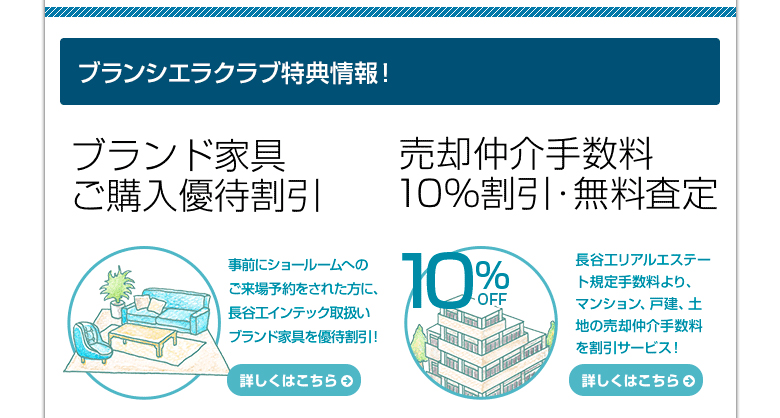 ブランシエラクラブ特典情報！
ブランド家具
ご購入優待割引
事前にショールームへの
ご来場予約をされた方に、
長谷工インテック取扱い
ブランド家具を優待割引！
詳しくはこちら
売却仲介手数料
10％割引・無料査定
10%
OFF
長谷工リアルエステー
ト規定手数料より、
マンション、戸建、土
地の売却仲介手数料
を割引サービス！
詳しくはこちら